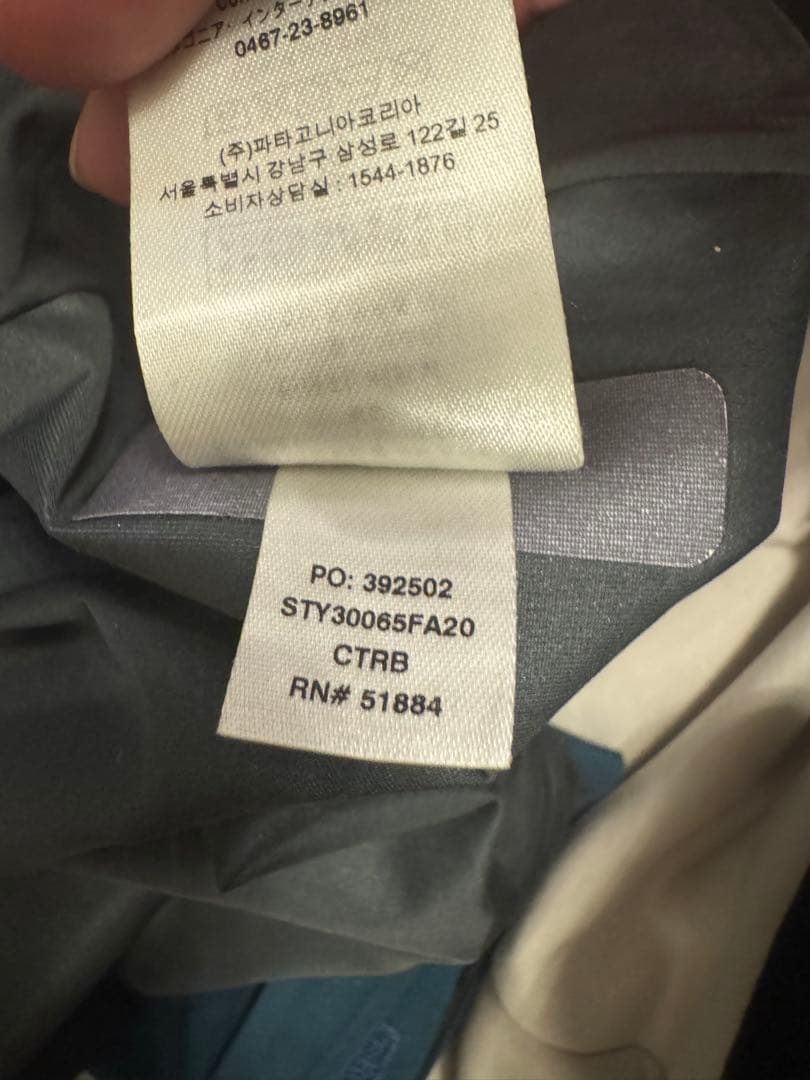 0467-23-8961
(주)파타고니아코리아
서울특별시 강남구 삼성로 122길 25
소비자상담실 : 1544-1876
PO: 392502
STY30065FA20
CTRB
RN# 51884